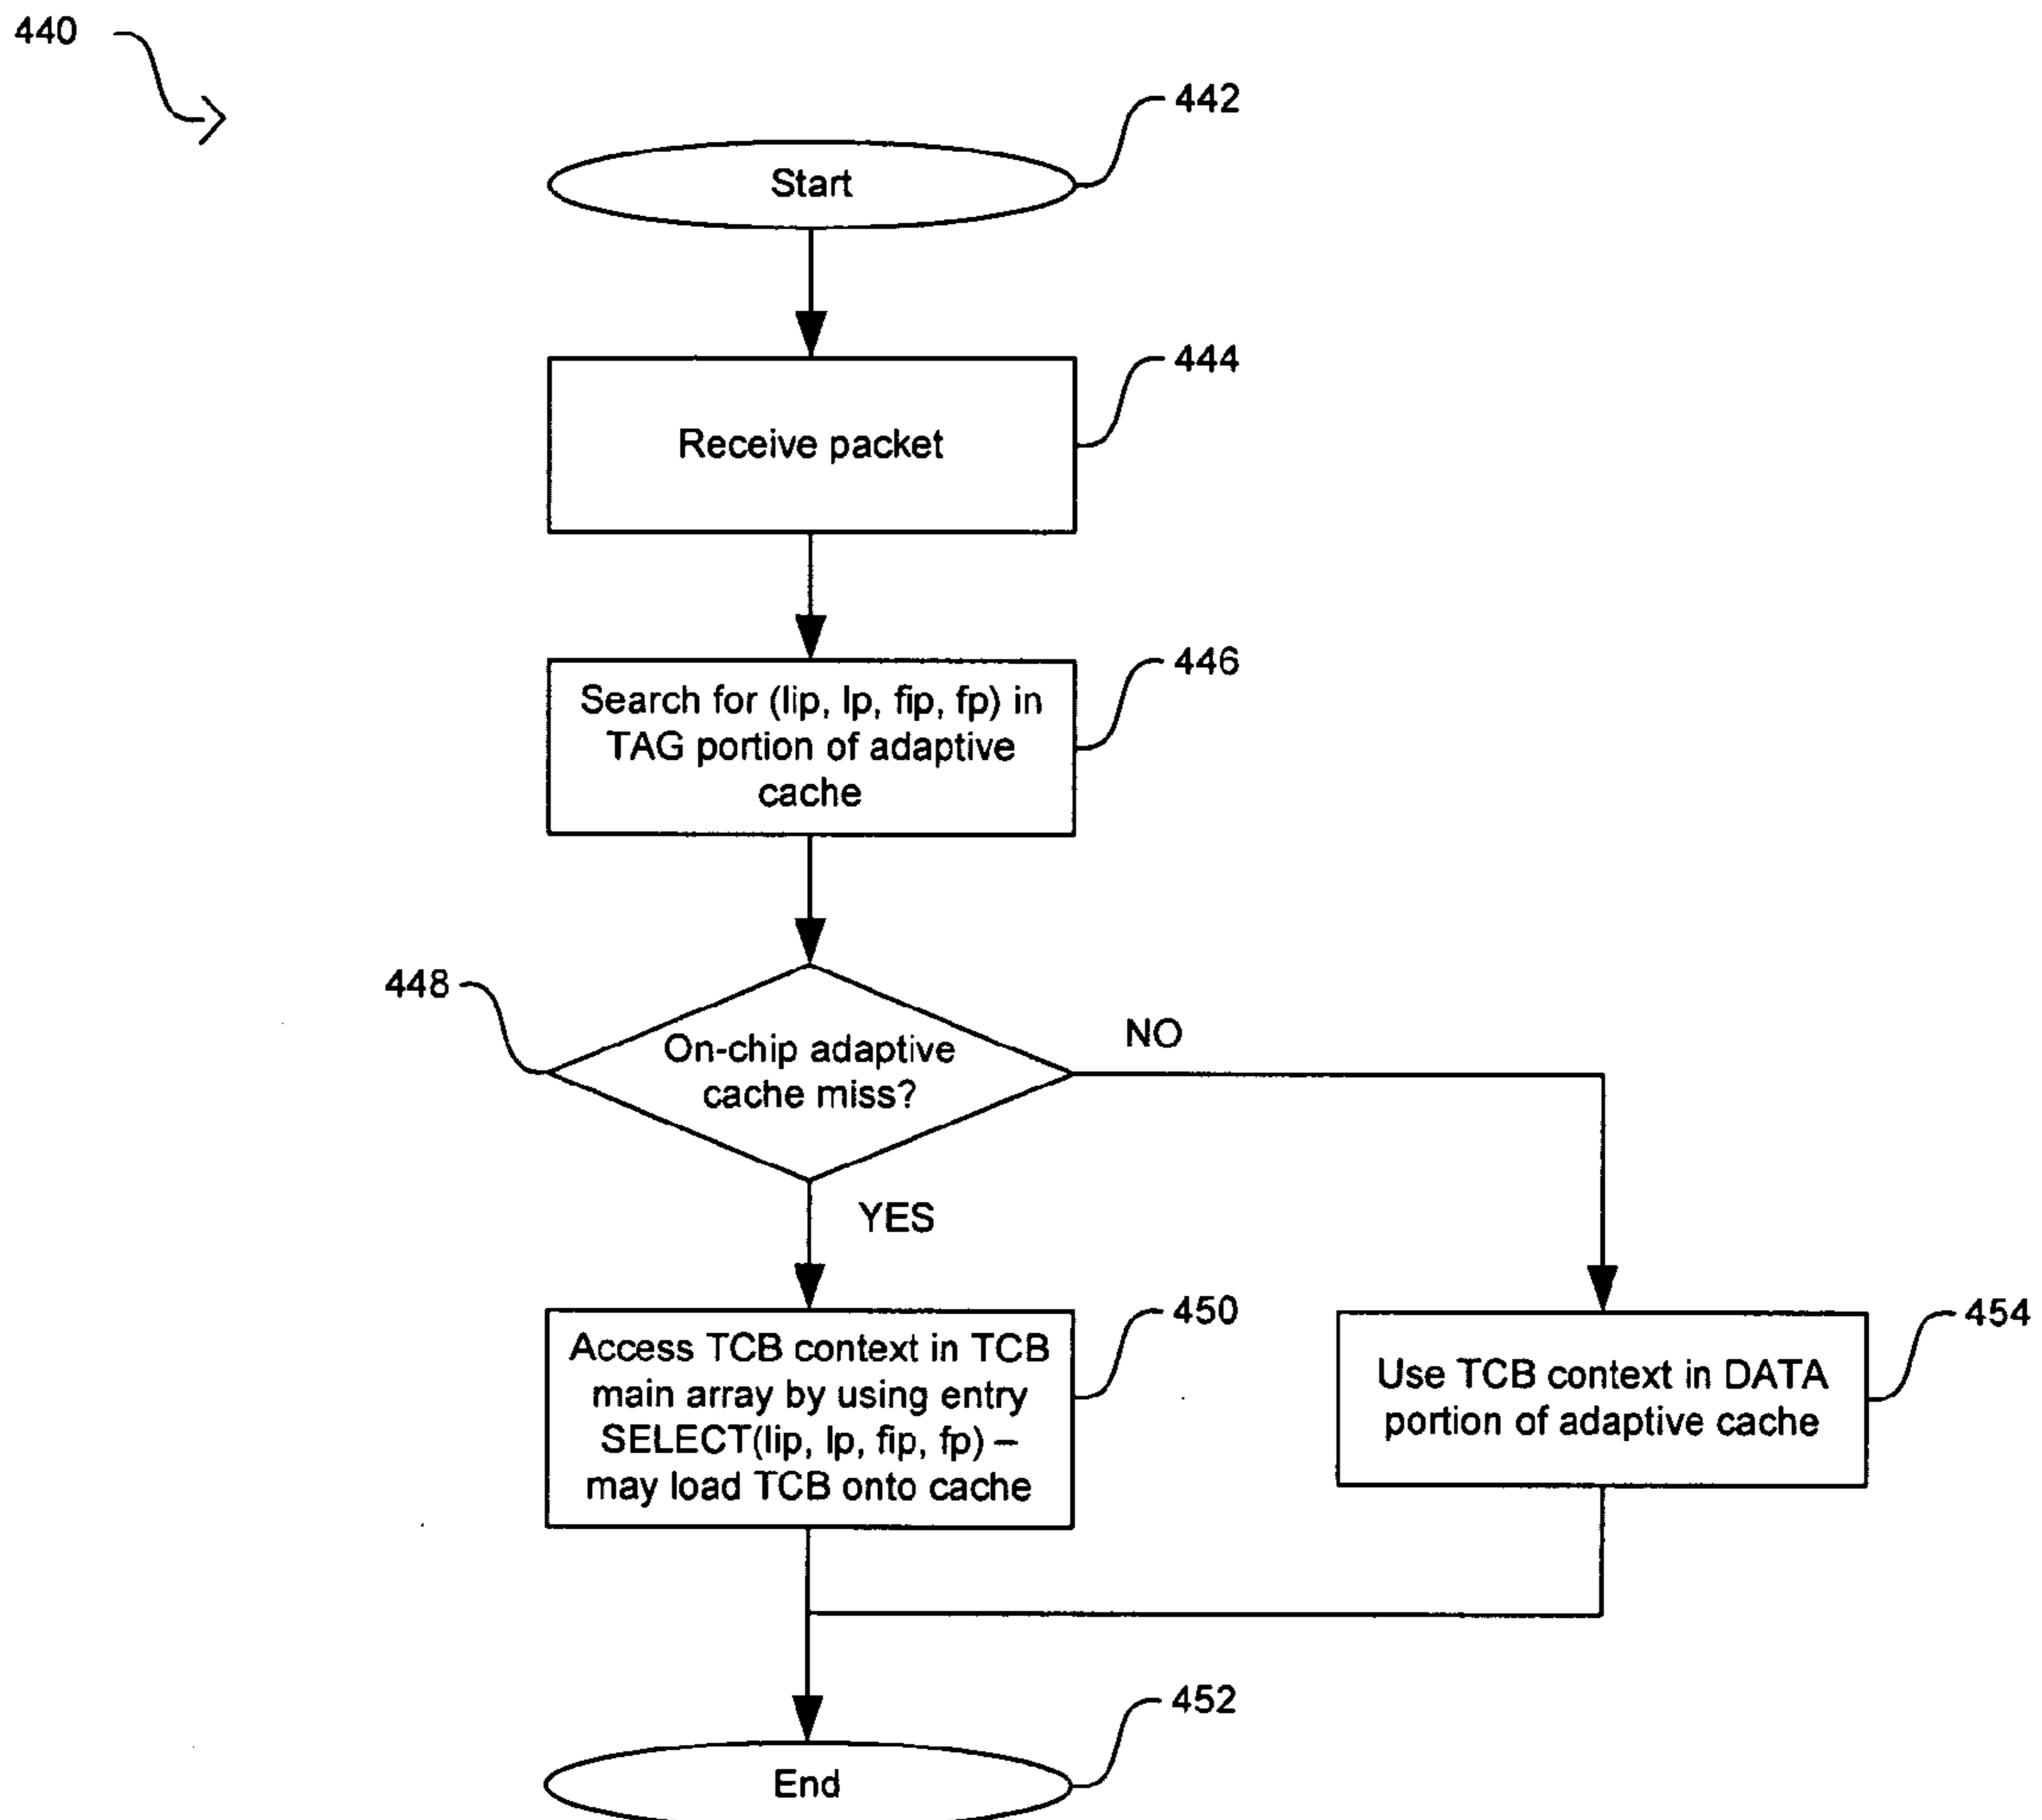 440
442
Start
444
Receive packet
446
Search for (lip, lp, fip, fp) in
TAG portion of adaptive
cache
448
On-chip adaptive
cache miss?
NO
YES
450
Access TCB context in TCB
main array by using entry
SELECT(lip, lp, fip, fp) –
may load TCB onto cache
454
Use TCB context in DATA
portion of adaptive cache
452
End